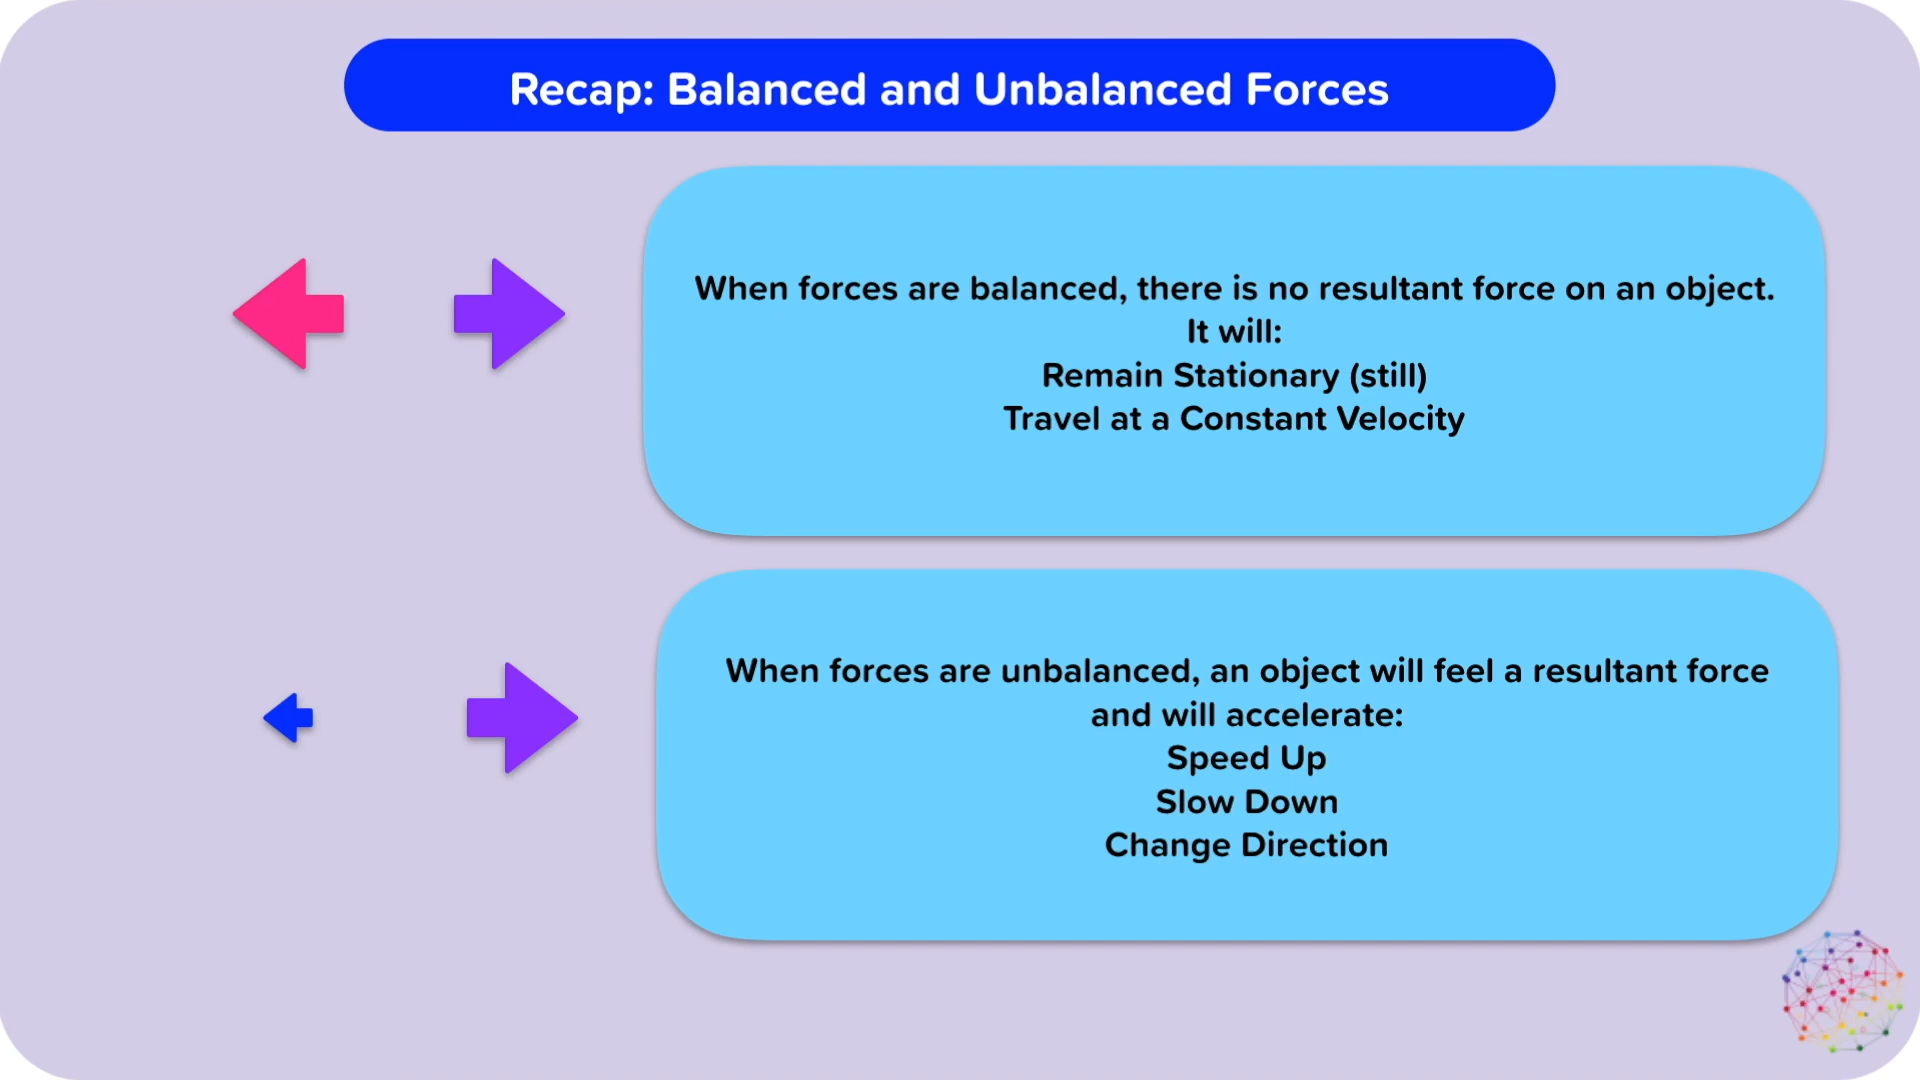 Recap: Balanced and Unbalanced Forces
When forces are balanced, there is no resultant force on an object.
It will:
Remain Stationary (still)
Travel at a Constant Velocity
When forces are unbalanced, an object will feel a resultant force
and will accelerate:
Speed Up
Slow Down
Change Direction